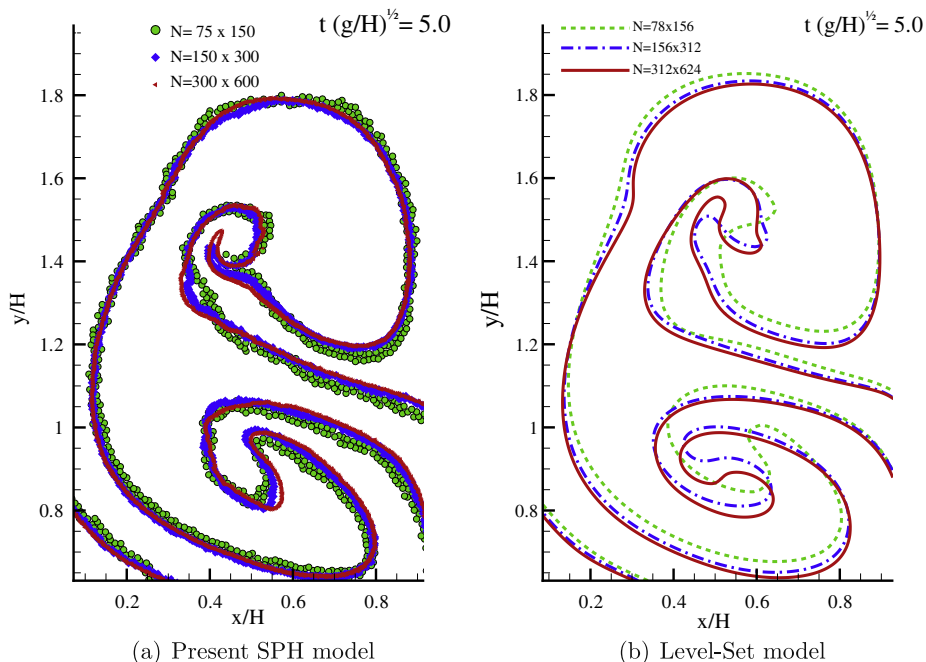 t (g/H)^½ = 5.0
N= 75 x 150
N=150 x 300
N=300 x 600
1.8
1.6
1.4
1.2
1
0.8
y/H
0.2 0.4 0.6 0.8
x/H
(a) Present SPH model
t (g/H)^½ = 5.0
N=78x156
N=156x312
N=312x624
1.8
1.6
1.4
1.2
1
0.8
y/H
0.2 0.4 0.6 0.8
x/H
(b) Level-Set model